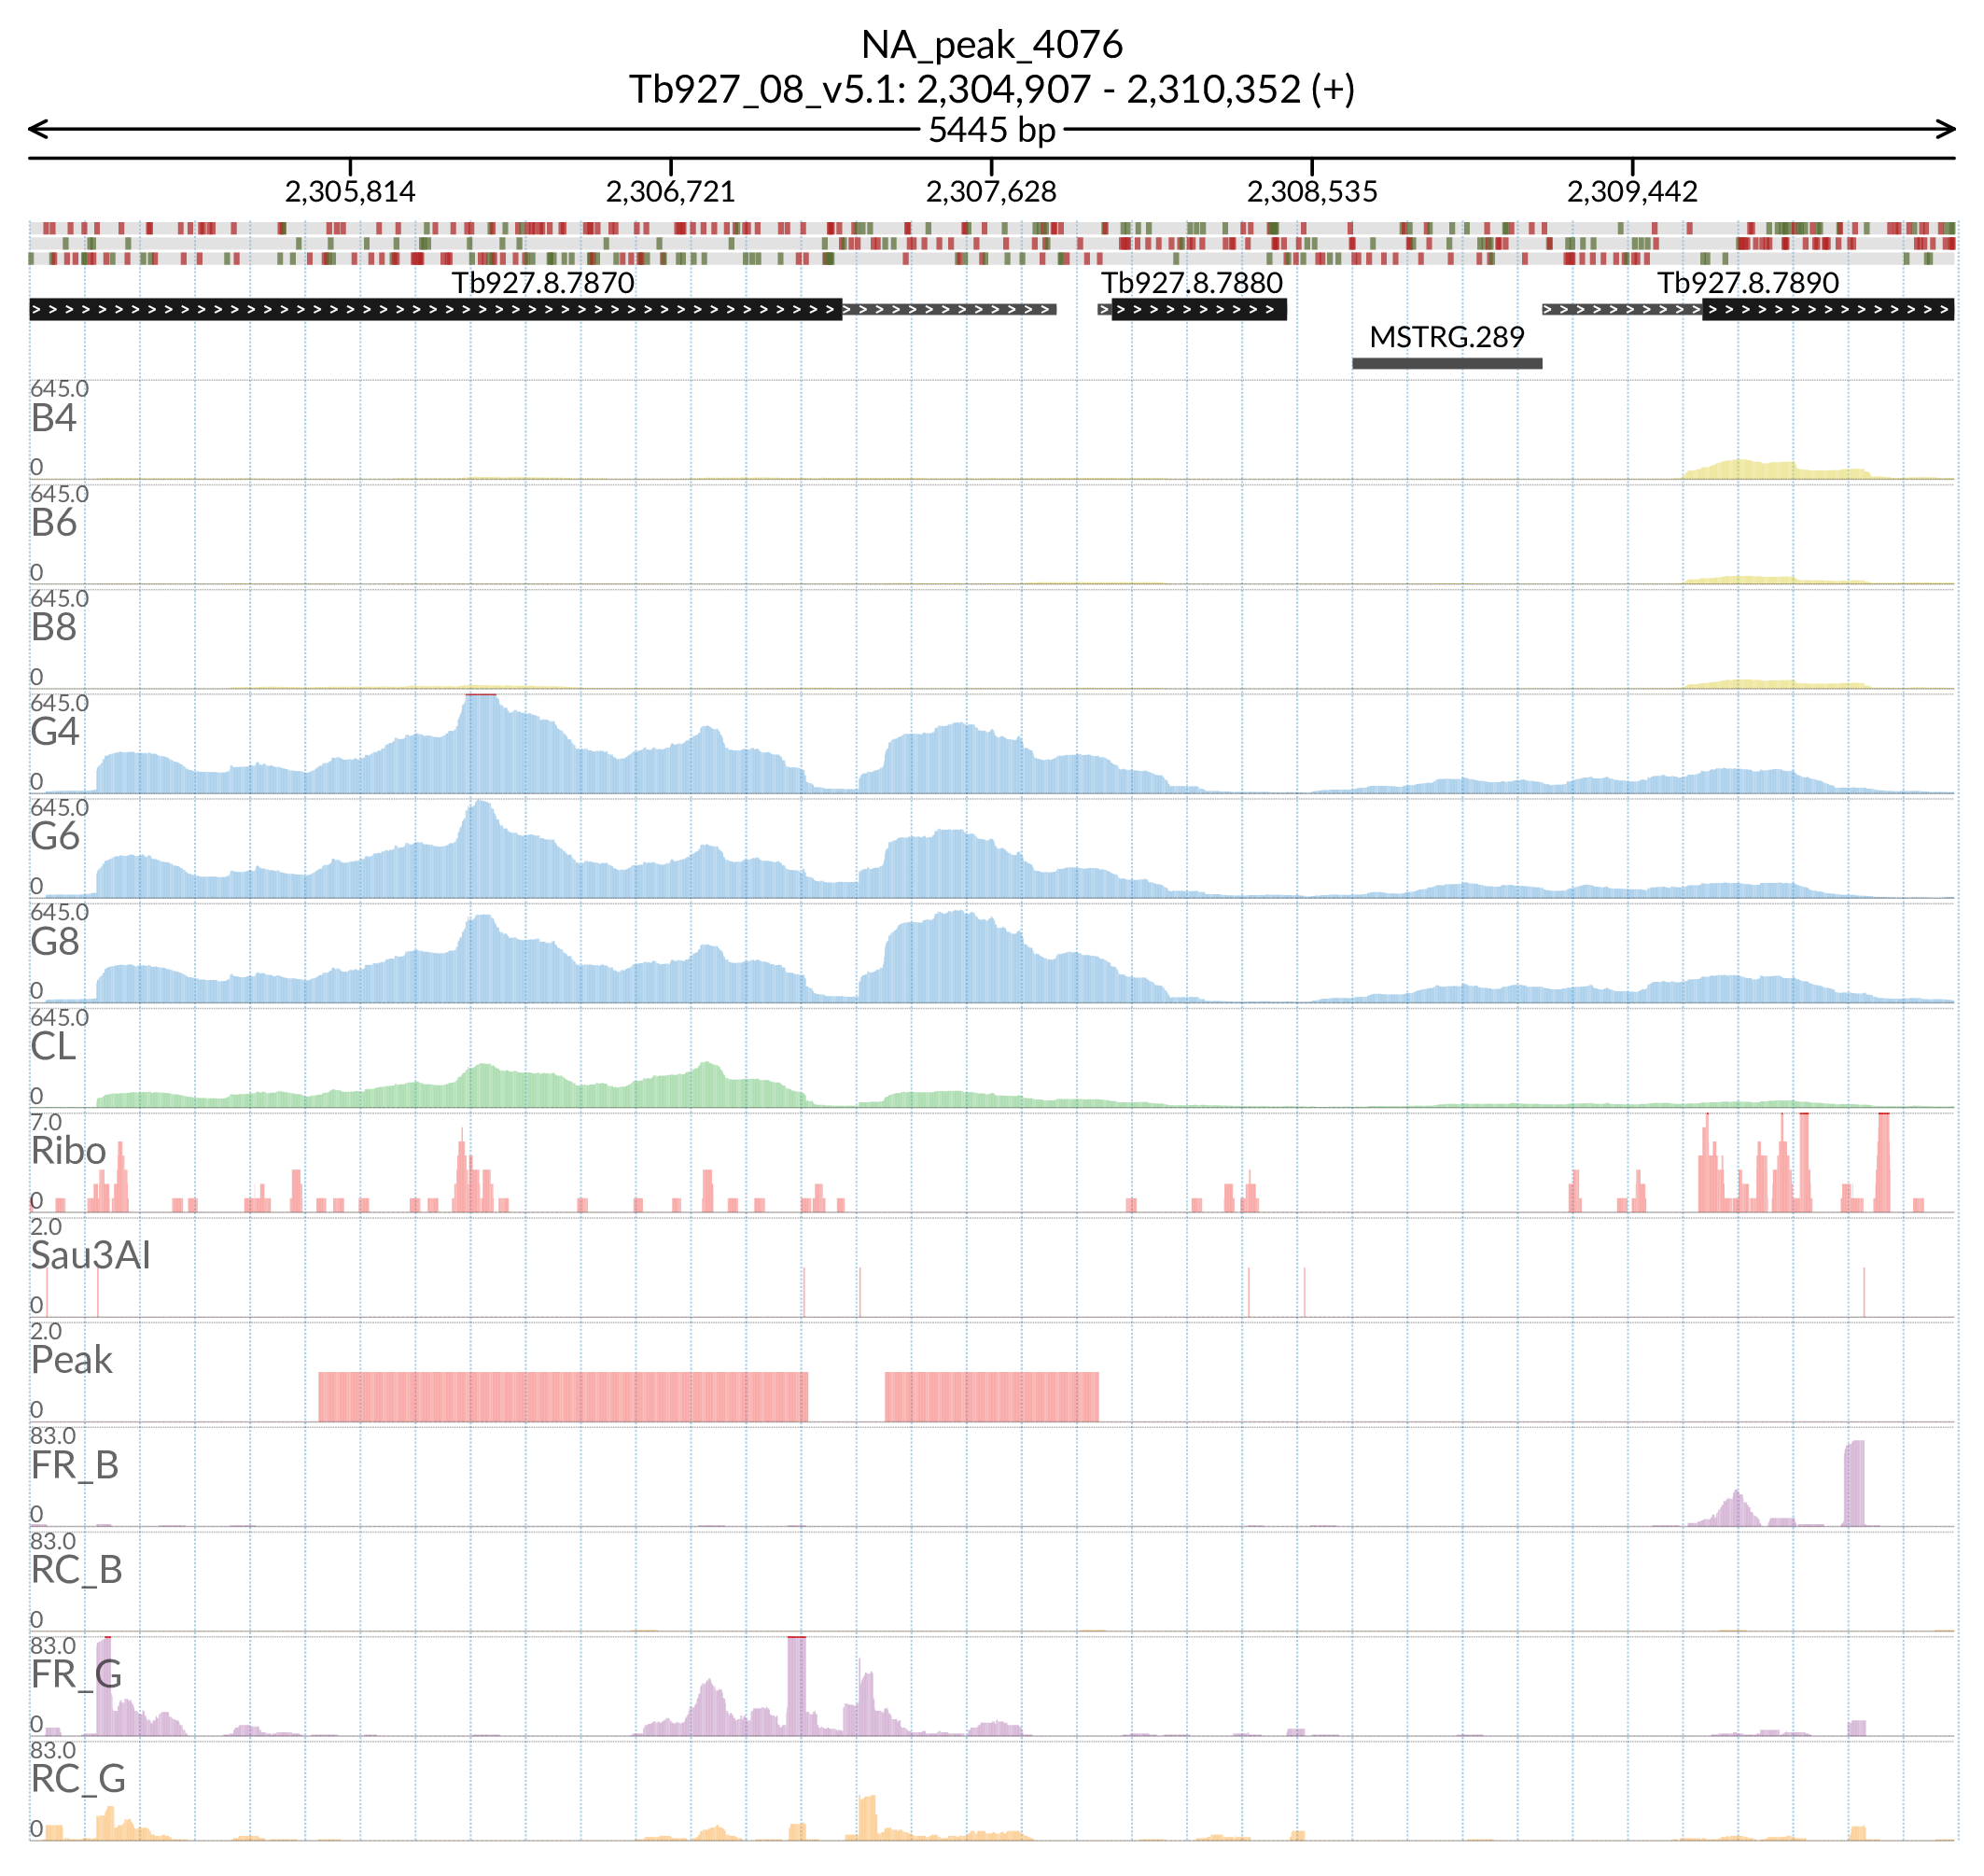 NA_peak_4076
Tb927_08_v5.1: 2,304,907 - 2,310,352 (+)
5445 bp
2,305,814 2,306,721 2,307,628 2,308,535 2,309,442
Tb927.8.7870 Tb927.8.7880 Tb927.8.7890
MSTRG.289
645.0
B4
0
645.0
B6
0
645.0
B8
0
645.0
G4
0
645.0
G6
0
645.0
G8
0
645.0
CL
0
7.0
Ribo
0
2.0
Sau3AI
0
2.0
Peak
0
83.0
FR_B
0
83.0
RC_B
0
83.0
FR_G
0
83.0
RC_G
0